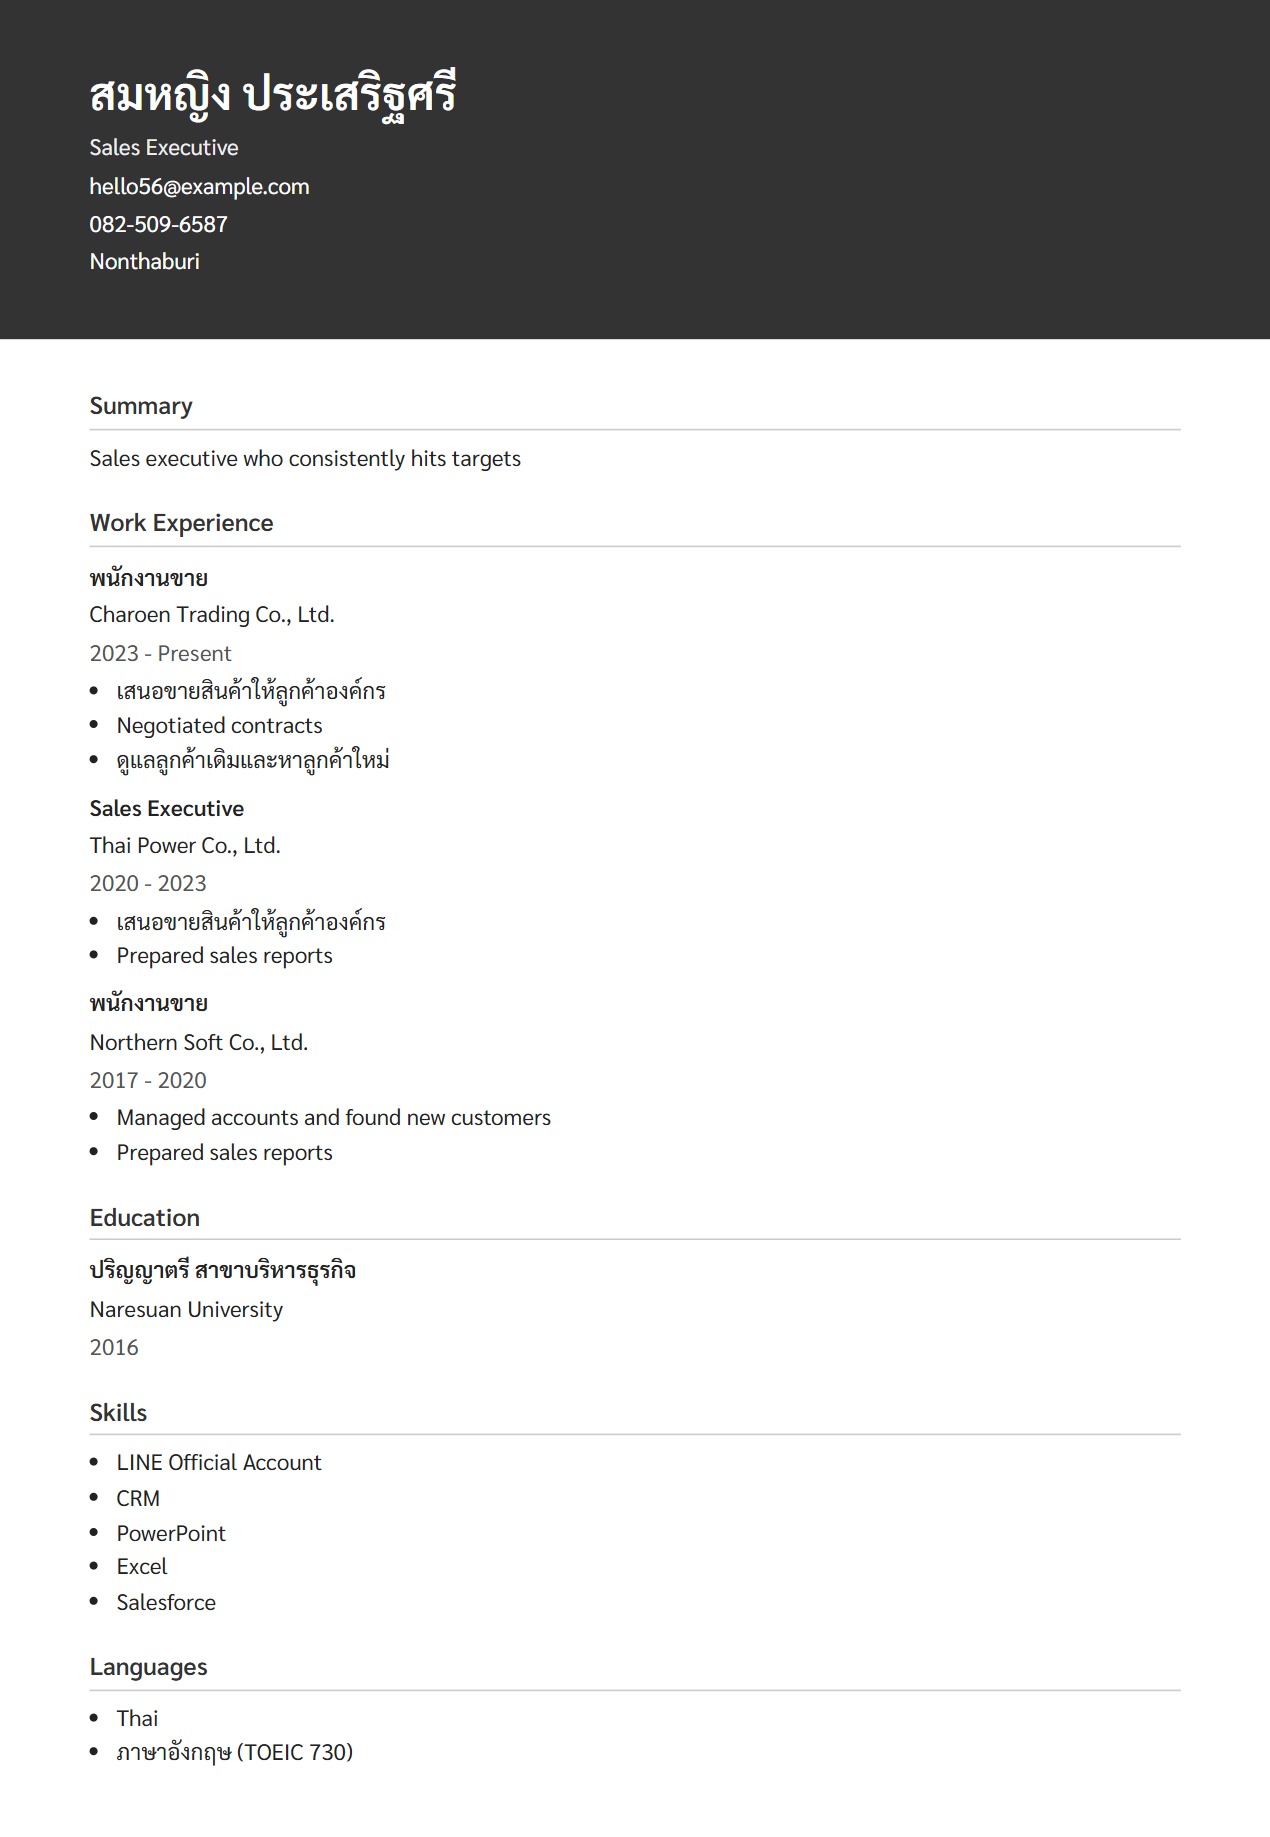 สมหญิง ประเสริฐศรี
Sales Executive
hello56@example.com
082-509-6587
Nonthaburi
Summary
Sales executive who consistently hits targets
Work Experience
พนักงานขาย
Charoen Trading Co., Ltd.
2023 - Present
• เสนอขายสินค้าให้ลูกค้าองค์กร
• Negotiated contracts
• ดูแลลูกค้าเดิมและหาลูกค้าใหม่
Sales Executive
Thai Power Co., Ltd.
2020 - 2023
• เสนอขายสินค้าให้ลูกค้าองค์กร
• Prepared sales reports
พนักงานขาย
Northern Soft Co., Ltd.
2017 - 2020
• Managed accounts and found new customers
• Prepared sales reports
Education
ปริญญาตรี สาขาบริหารธุรกิจ
Naresuan University
2016
Skills
• LINE Official Account
• CRM
• PowerPoint
• Excel
• Salesforce
Languages
• Thai
• ภาษาอังกฤษ (TOEIC 730)